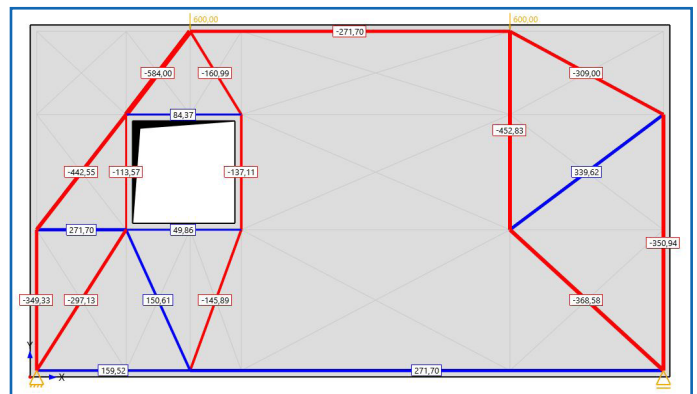 600,00 600,00
-271,70
-584,00 -160,99 -309,00
84,37
-452,83
-442,55 -113,57 -137,11 339,62
271,70 49,86
-350,94
-349,33 -297,13 150,61 -145,89 -368,58
Y
159,52 271,70
X